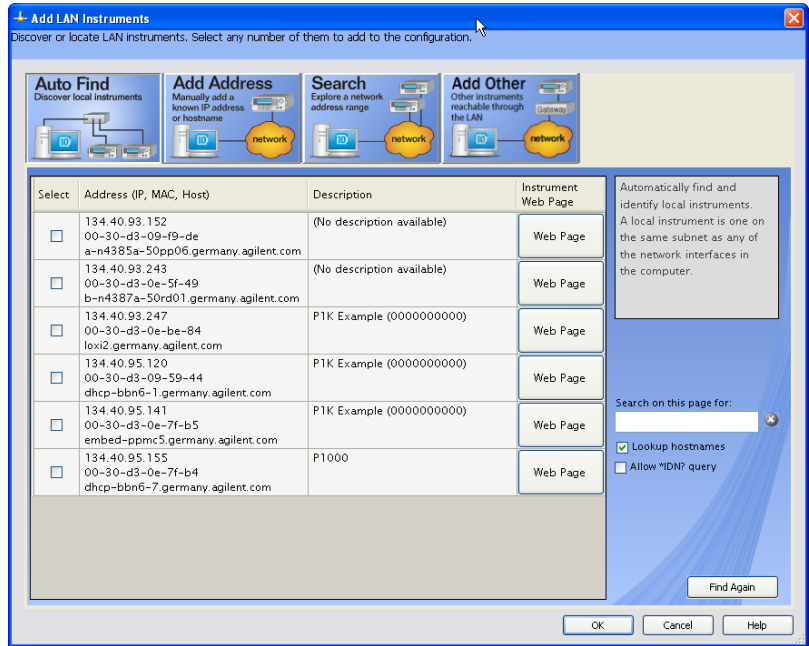 Add LAN Instruments
Discover or locate LAN instruments. Select any number of them to add to the configuration.
Auto Find
Discover local instruments
IO
Add Address
Manually add a
known IP address
or hostname
IO
network
Search
Explore a network
address range
IO
network
Add Other
Other instruments
reachable through
the LAN
Gateway
IO
network
Select Address (IP, MAC, Host) Description Instrument
Web Page
134.40.93.152 (No description available)
00-30-d3-09-f9-de Web Page
a-n4385a-50pp06.germany.agilent.com
134.40.93.243 (No description available)
00-30-d3-0e-5f-49 Web Page
b-n4387a-50rd01.germany.agilent.com
134.40.93.247 P1K Example (0000000000)
00-30-d3-0e-be-84 Web Page
loxi2.germany.agilent.com
134.40.95.120 P1K Example (0000000000)
00-30-d3-09-59-44 Web Page
dhcp-bbn6-1.germany.agilent.com
134.40.95.141 P1K Example (0000000000)
00-30-d3-0e-7f-b5 Web Page
embed-ppmc5.germany.agilent.com
134.40.95.155 P1000
00-30-d3-0e-7f-b4 Web Page
dhcp-bbn6-7.germany.agilent.com
Automatically find and
identify local instruments.
A local instrument is one on
the same subnet as any of
the network interfaces in
the computer.
Search on this page for:
Lookup hostnames
Allow *IDN? query
Find Again
OK Cancel Help